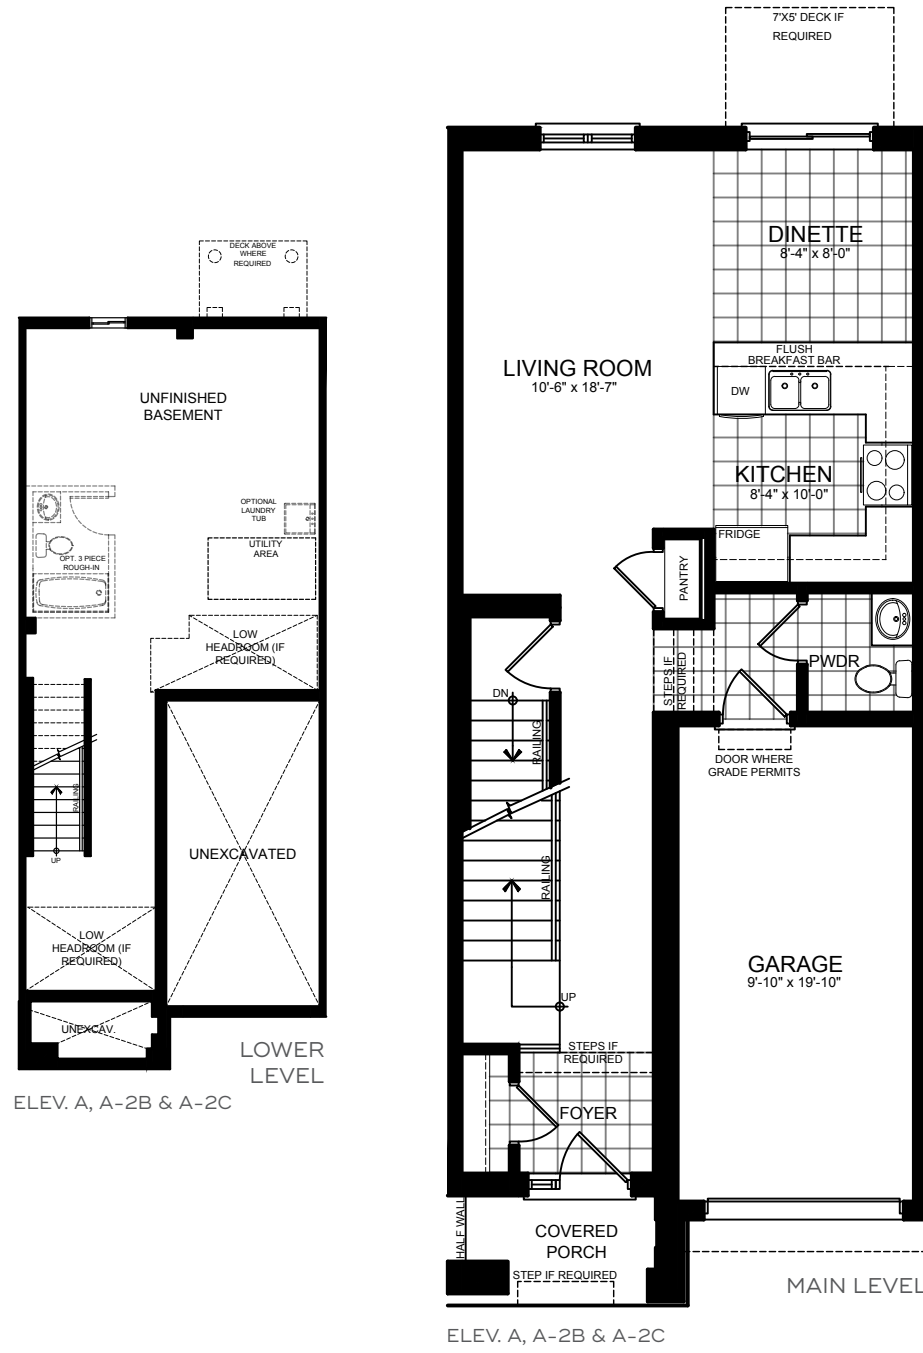 DECK ABOVE
WHERE
REQUIRED
UNFINISHED
BASEMENT
OPTIONAL
LAUNDRY
TUB
UTILITY
AREA
OPT. 3 PIECE
ROUGH-IN
LOW
HEADROOM (IF
REQUIRED)
RAILING
UP
UNEXCAVATED
LOW
HEADROOM (IF
REQUIRED)
UNEXCAV.
LOWER
LEVEL
ELEV. A, A-2B & A-2C
7'X5' DECK IF
REQUIRED
DINETTE
8'-4" x 8'-0"
FLUSH
BREAKFAST BAR
LIVING ROOM
10'-6" x 18'-7"
DW
KITCHEN
8'-4" x 10'-0"
FRIDGE
PANTRY
STEPS IF
REQUIRED
PWDR
DN
RAILING
DOOR WHERE
GRADE PERMITS
RAILING
GARAGE
9'-10" x 19'-10"
UP
STEPS IF
REQUIRED
FOYER
HALF WALL
COVERED
PORCH
STEP IF REQUIRED
MAIN LEVEL
ELEV. A, A-2B & A-2C